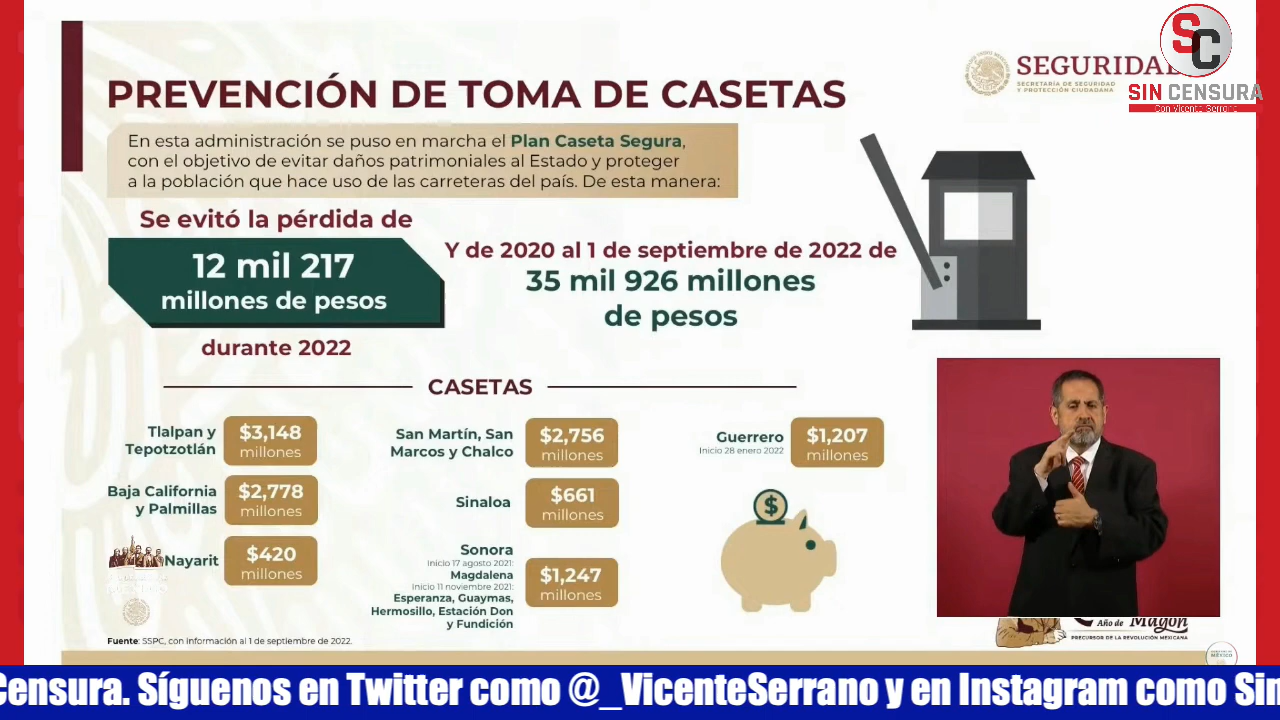 PREVENCIÓN DE TOMA DE CASETAS
SEGURIDAD
SECRETARÍA DE SEGURIDAD
Y PROTECCIÓN CIUDADANA
SC
SIN CENSURA
Con Vicente Serrano
En esta administración se puso en marcha el Plan Caseta Segura,
con el objetivo de evitar daños patrimoniales al Estado y proteger
a la población que hace uso de las carreteras del país. De esta manera:
Se evitó la pérdida de
12 mil 217
millones de pesos
durante 2022
Y de 2020 al 1 de septiembre de 2022 de
35 mil 926 millones
de pesos
CASETAS
Tlalpan y
Tepotzotlán
$3,148
millones
Baja California
y Palmillas
$2,778
millones
Nayarit
$420
millones
San Martín, San
Marcos y Chalco
$2,756
millones
Sinaloa
$661
millones
Sonora
Inicio 17 agosto 2021:
Magdalena
Inicio 11 noviembre 2021:
Esperanza, Guaymas,
Hermosillo, Estación Don
y Fundición
$1,247
millones
Guerrero
Inicio 28 enero 2022
$1,207
millones
$
Año de Magón
PRECURSOR DE LA REVOLUCIÓN MEXICANA
Fuente: SSPC, con información al 1 de septiembre de 2022.
MÉXICO
Censura. Síguenos en Twitter como @_VicenteSerrano y en Instagram como Sin